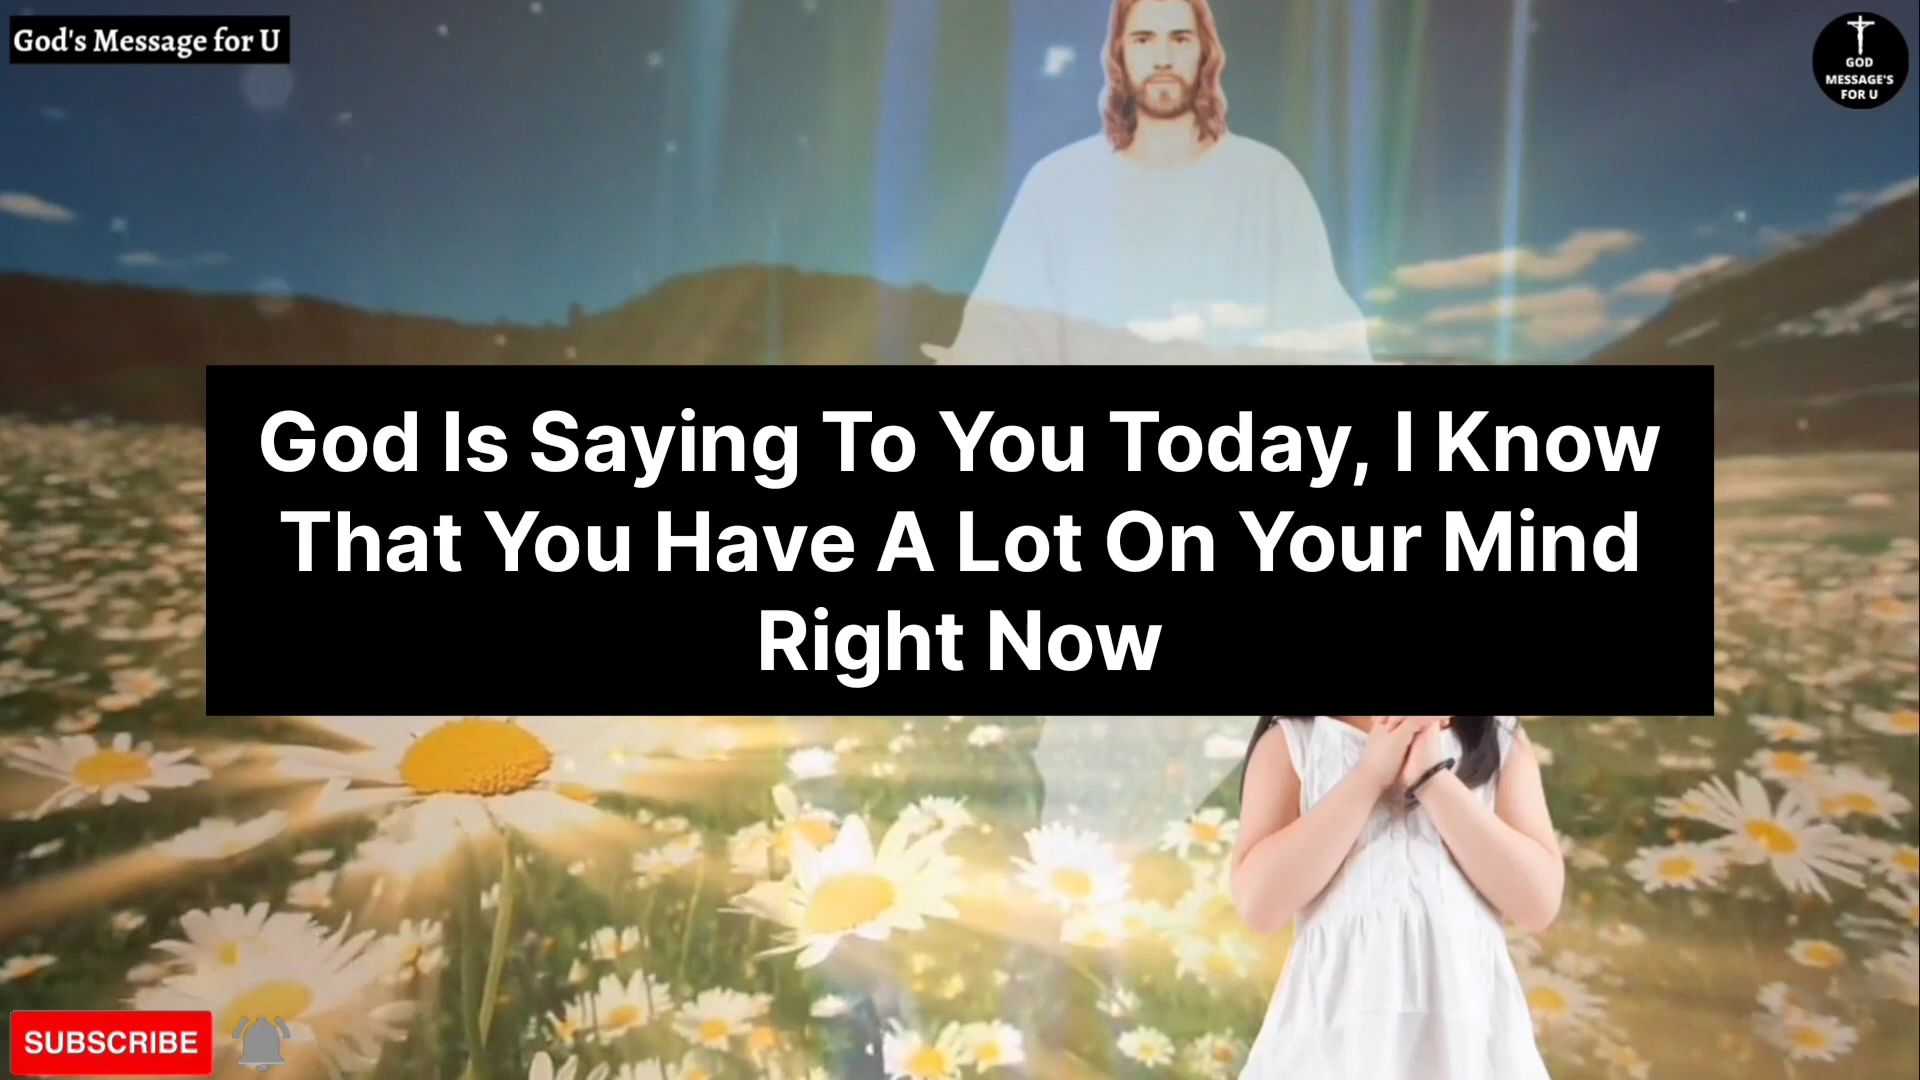 God's Message for U
GOD
MESSAGE'S
FOR U
God Is Saying To You Today, I Know
That You Have A Lot On Your Mind
Right Now
SUBSCRIBE